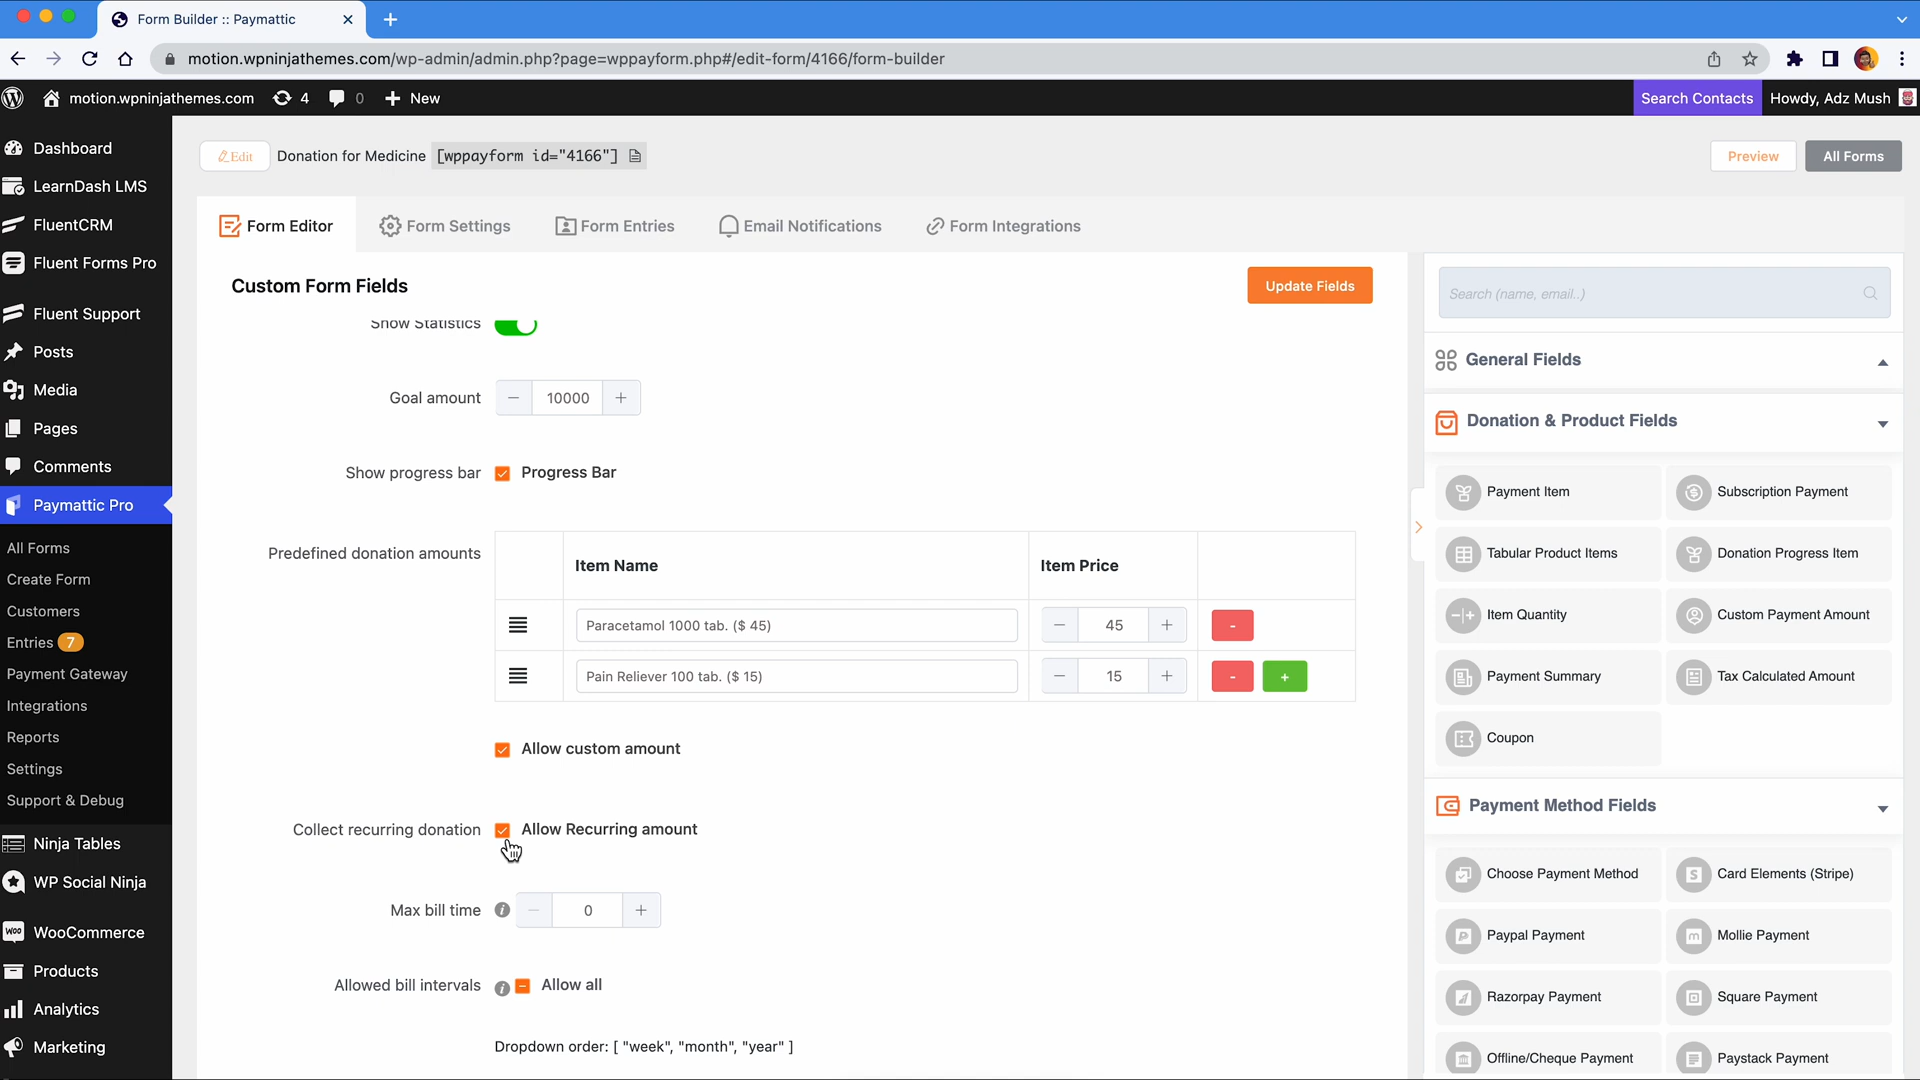 Form Builder :: Paymattic
motion.wpninjathemes.com/wp-admin/admin.php?page=wppayform.php#/edit-form/4166/form-builder
motion.wpninjathemes.com 4 0 New
Search Contacts Howdy, Adz Mush
Dashboard
LearnDash LMS
FluentCRM
Fluent Forms Pro
Fluent Support
Posts
Media
Pages
Comments
Paymattic Pro
All Forms
Create Form
Customers
Entries 7
Payment Gateway
Integrations
Reports
Settings
Support & Debug
Ninja Tables
WP Social Ninja
Woo WooCommerce
Products
Analytics
Marketing
Edit Donation for Medicine [wppayform id="4166"]
Preview All Forms
Form Editor Form Settings Form Entries Email Notifications Form Integrations
Custom Form Fields
Update Fields
Show Statistics
Goal amount − 10000 +
Show progress bar Progress Bar
Predefined donation amounts
Item Name Item Price
Paracetamol 1000 tab. ($ 45) − 45 + -
Pain Reliever 100 tab. ($ 15) − 15 + - +
Allow custom amount
Collect recurring donation Allow Recurring amount
Max bill time i − 0 +
Allowed bill intervals i Allow all
Dropdown order: [ "week", "month", "year" ]
Search (name, email..)
General Fields
Donation & Product Fields
Payment Item Subscription Payment
Tabular Product Items Donation Progress Item
Item Quantity Custom Payment Amount
Payment Summary Tax Calculated Amount
Coupon
Payment Method Fields
Choose Payment Method Card Elements (Stripe)
Paypal Payment Mollie Payment
Razorpay Payment Square Payment
Offline/Cheque Payment Paystack Payment